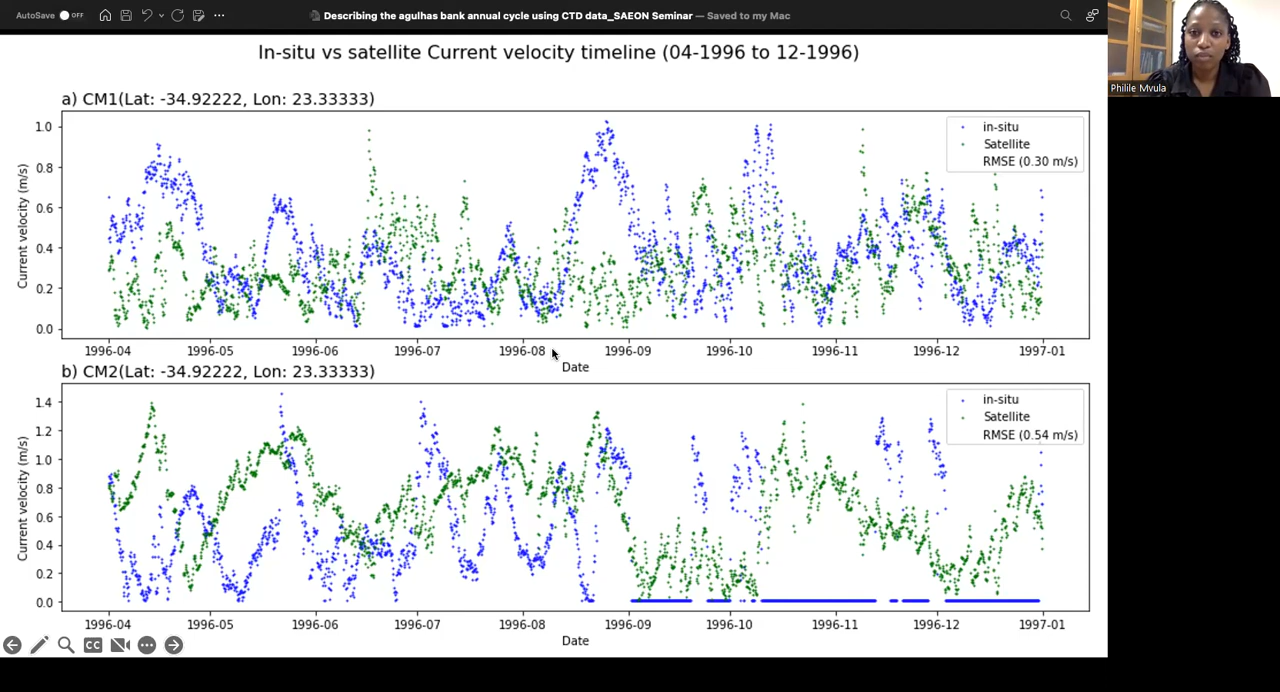 AutoSave OFF
Describing the agulhas bank annual cycle using CTD data_SAEON Seminar — Saved to my Mac
Philile Mvula
In-situ vs satellite Current velocity timeline (04-1996 to 12-1996)
a) CM1(Lat: -34.92222, Lon: 23.33333)
in-situ
Satellite
RMSE (0.30 m/s)
Current velocity (m/s)
1.0
0.8
0.6
0.4
0.2
0.0
1996-04 1996-05 1996-06 1996-07 1996-08 1996-09 1996-10 1996-11 1996-12 1997-01
Date
b) CM2(Lat: -34.92222, Lon: 23.33333)
in-situ
Satellite
RMSE (0.54 m/s)
Current velocity (m/s)
1.4
1.2
1.0
0.8
0.6
0.4
0.2
0.0
1996-04 1996-05 1996-06 1996-07 1996-08 1996-09 1996-10 1996-11 1996-12 1997-01
Date
CC